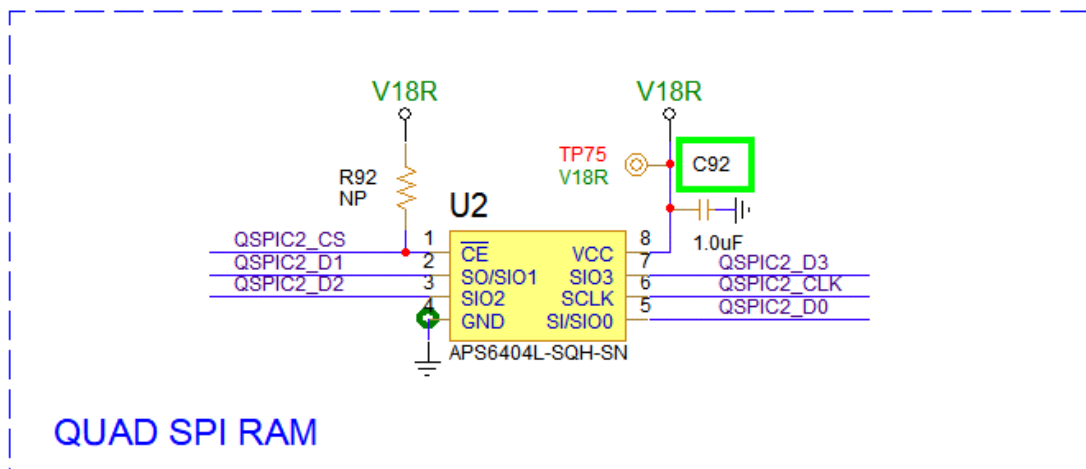 V18R
V18R
TP75
V18R
C92
R92
NP
U2
1.0uF
QSPIC2_CS
1
CE
VCC
8
QSPIC2_D1
2
SO/SIO1
SIO3
7
QSPIC2_D3
QSPIC2_D2
3
SIO2
SCLK
6
QSPIC2_CLK
4
GND
SI/SIO0
5
QSPIC2_D0
APS6404L-SQH-SN
QUAD SPI RAM